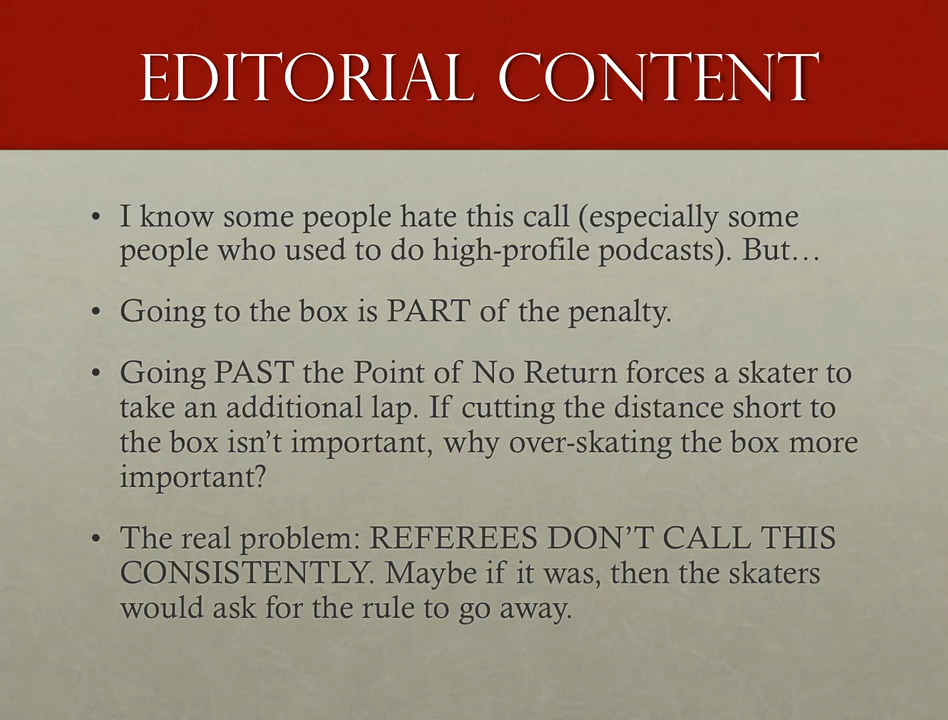 EDITORIAL CONTENT
• I know some people hate this call (especially some
people who used to do high-profile podcasts). But…
• Going to the box is PART of the penalty.
• Going PAST the Point of No Return forces a skater to
take an additional lap. If cutting the distance short to
the box isn’t important, why over-skating the box more
important?
• The real problem: REFEREES DON’T CALL THIS
CONSISTENTLY. Maybe if it was, then the skaters
would ask for the rule to go away.